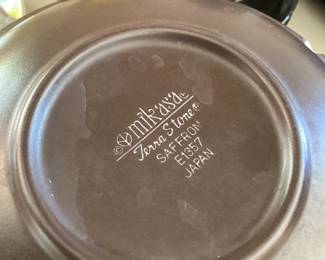 © mikasa®
Terra Stone®
SAFFRON
E1357
JAPAN